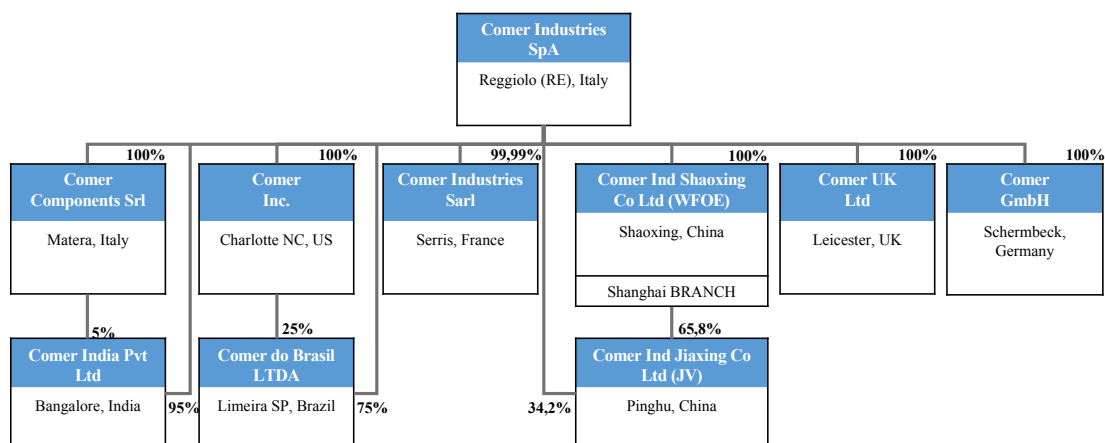 Comer Industries
SpA
Reggiolo (RE), Italy
100%
100%
99,99%
100%
100%
100%
Comer
Components Srl
Matera, Italy
Comer
Inc.
Charlotte NC, US
Comer Industries
Sarl
Serris, France
Comer Ind Shaoxing
Co Ltd (WFOE)
Shaoxing, China
Shanghai BRANCH
Comer UK
Ltd
Leicester, UK
Comer
GmbH
Schermbeck,
Germany
5%
25%
65,8%
Comer India Pvt
Ltd
Bangalore, India
95%
Comer do Brasil
LTDA
Limeira SP, Brazil
75%
34,2%
Comer Ind Jiaxing Co
Ltd (JV)
Pinghu, China